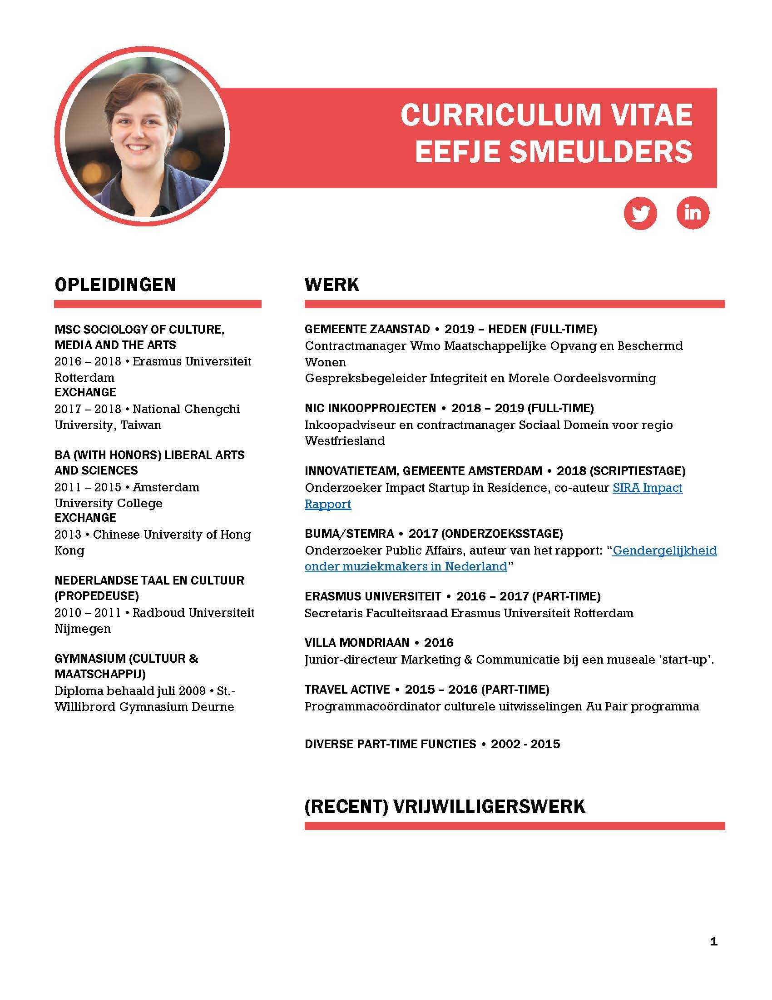 CURRICULUM VITAE
EEFJE SMEULDERS
in
OPLEIDINGEN
MSC SOCIOLOGY OF CULTURE,
MEDIA AND THE ARTS
2016 – 2018 • Erasmus Universiteit
Rotterdam
EXCHANGE
2017 – 2018 • National Chengchi
University, Taiwan
BA (WITH HONORS) LIBERAL ARTS
AND SCIENCES
2011 – 2015 • Amsterdam
University College
EXCHANGE
2013 • Chinese University of Hong
Kong
NEDERLANDSE TAAL EN CULTUUR
(PROPEDEUSE)
2010 – 2011 • Radboud Universiteit
Nijmegen
GYMNASIUM (CULTUUR &
MAATSCHAPPIJ)
Diploma behaald juli 2009 • St.-
Willibrord Gymnasium Deurne
WERK
GEMEENTE ZAANSTAD • 2019 – HEDEN (FULL-TIME)
Contractmanager Wmo Maatschappelijke Opvang en Beschermd
Wonen
Gespreksbegeleider Integriteit en Morele Oordeelsvorming
NIC INKOOPPROJECTEN • 2018 – 2019 (FULL-TIME)
Inkoopadviseur en contractmanager Sociaal Domein voor regio
Westfriesland
INNOVATIETEAM, GEMEENTE AMSTERDAM • 2018 (SCRIPTIESTAGE)
Onderzoeker Impact Startup in Residence, co-auteur SIRA Impact
Rapport
BUMA/STEMRA • 2017 (ONDERZOEKSSTAGE)
Onderzoeker Public Affairs, auteur van het rapport: “Gendergelijkheid
onder muziekmakers in Nederland”
ERASMUS UNIVERSITEIT • 2016 – 2017 (PART-TIME)
Secretaris Faculteitsraad Erasmus Universiteit Rotterdam
VILLA MONDRIAAN • 2016
Junior-directeur Marketing & Communicatie bij een museale ‘start-up’.
TRAVEL ACTIVE • 2015 – 2016 (PART-TIME)
Programmacoördinator culturele uitwisselingen Au Pair programma
DIVERSE PART-TIME FUNCTIES • 2002 - 2015
(RECENT) VRIJWILLIGERSWERK
1